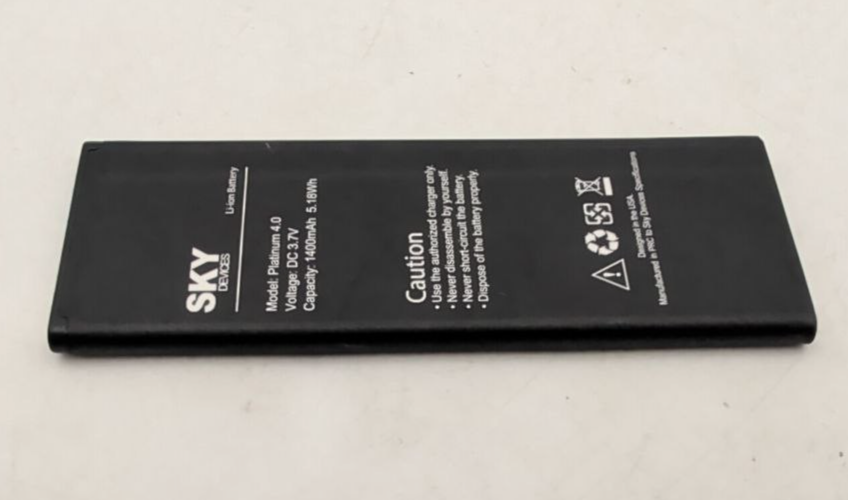 SKY
DEVICES
Li-ion Battery
Model: Platinum 4.0
Voltage: DC 3.7V
Capacity: 1400mAh 5.18Wh
Caution
• Use the authorized charger only.
• Never disassemble by yourself.
• Never short-circuit the battery.
• Dispose of the battery properly.
Designed in the USA.
Manufactured in PRC to Sky Devices Specifications